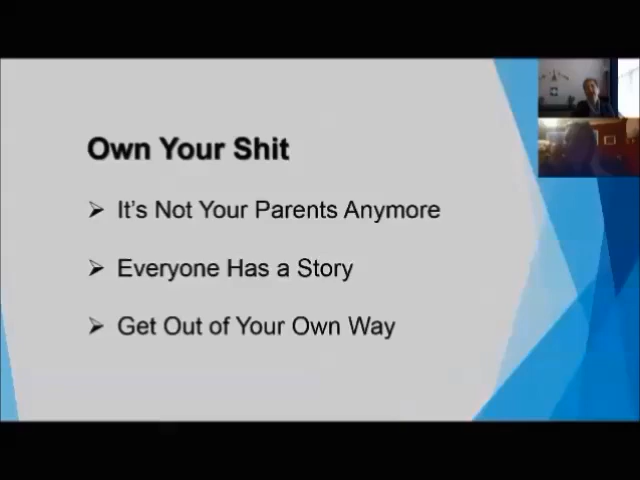 Own Your Shit
It's Not Your Parents Anymore
Everyone Has a Story
Get Out of Your Own Way